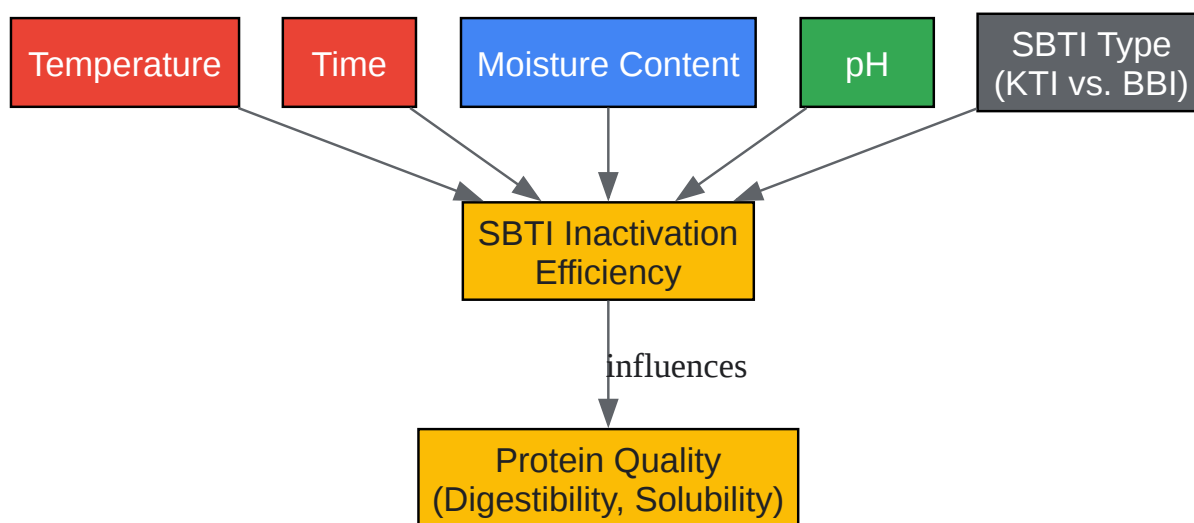 Temperature
Time
Moisture Content
pH
SBTI Type
(KTI vs. BBI)
SBTI Inactivation
Efficiency
influences
Protein Quality
(Digestibility, Solubility)